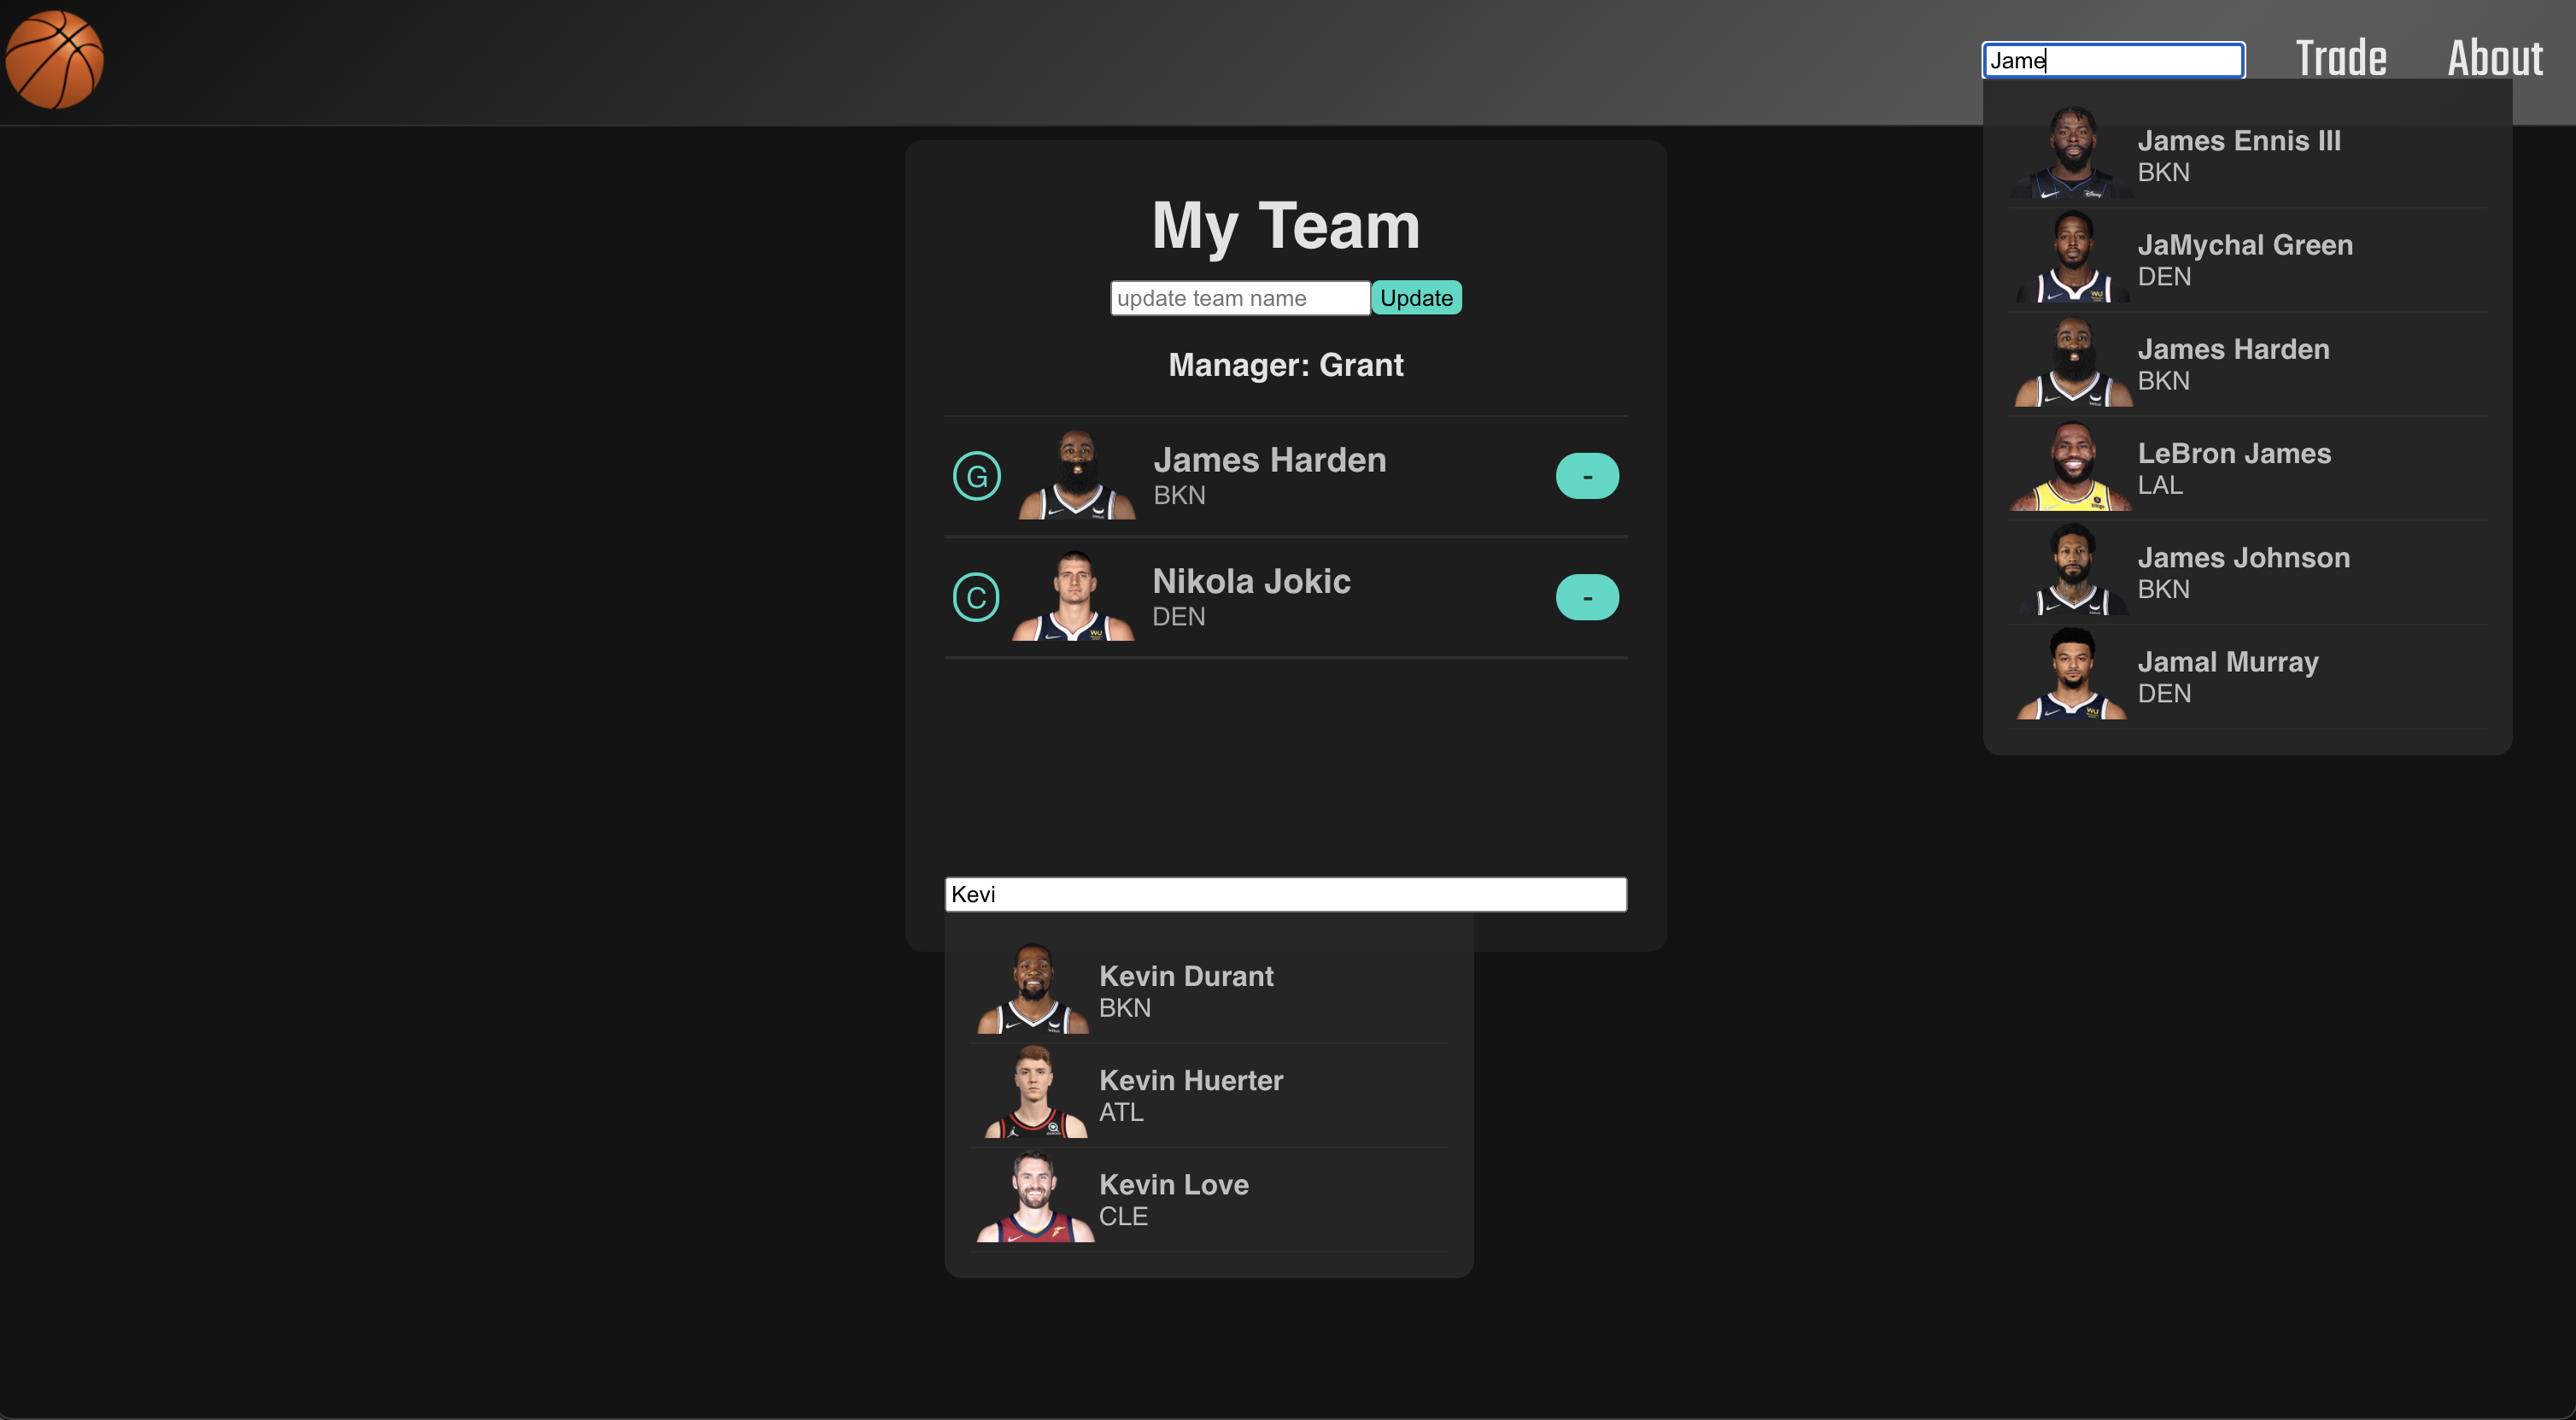 Jame
Trade
About
James Ennis III
BKN
JaMychal Green
DEN
James Harden
BKN
LeBron James
LAL
James Johnson
BKN
Jamal Murray
DEN
My Team
update team name
Update
Manager: Grant
G
James Harden
BKN
-
C
Nikola Jokic
DEN
-
Kevi
Kevin Durant
BKN
Kevin Huerter
ATL
Kevin Love
CLE